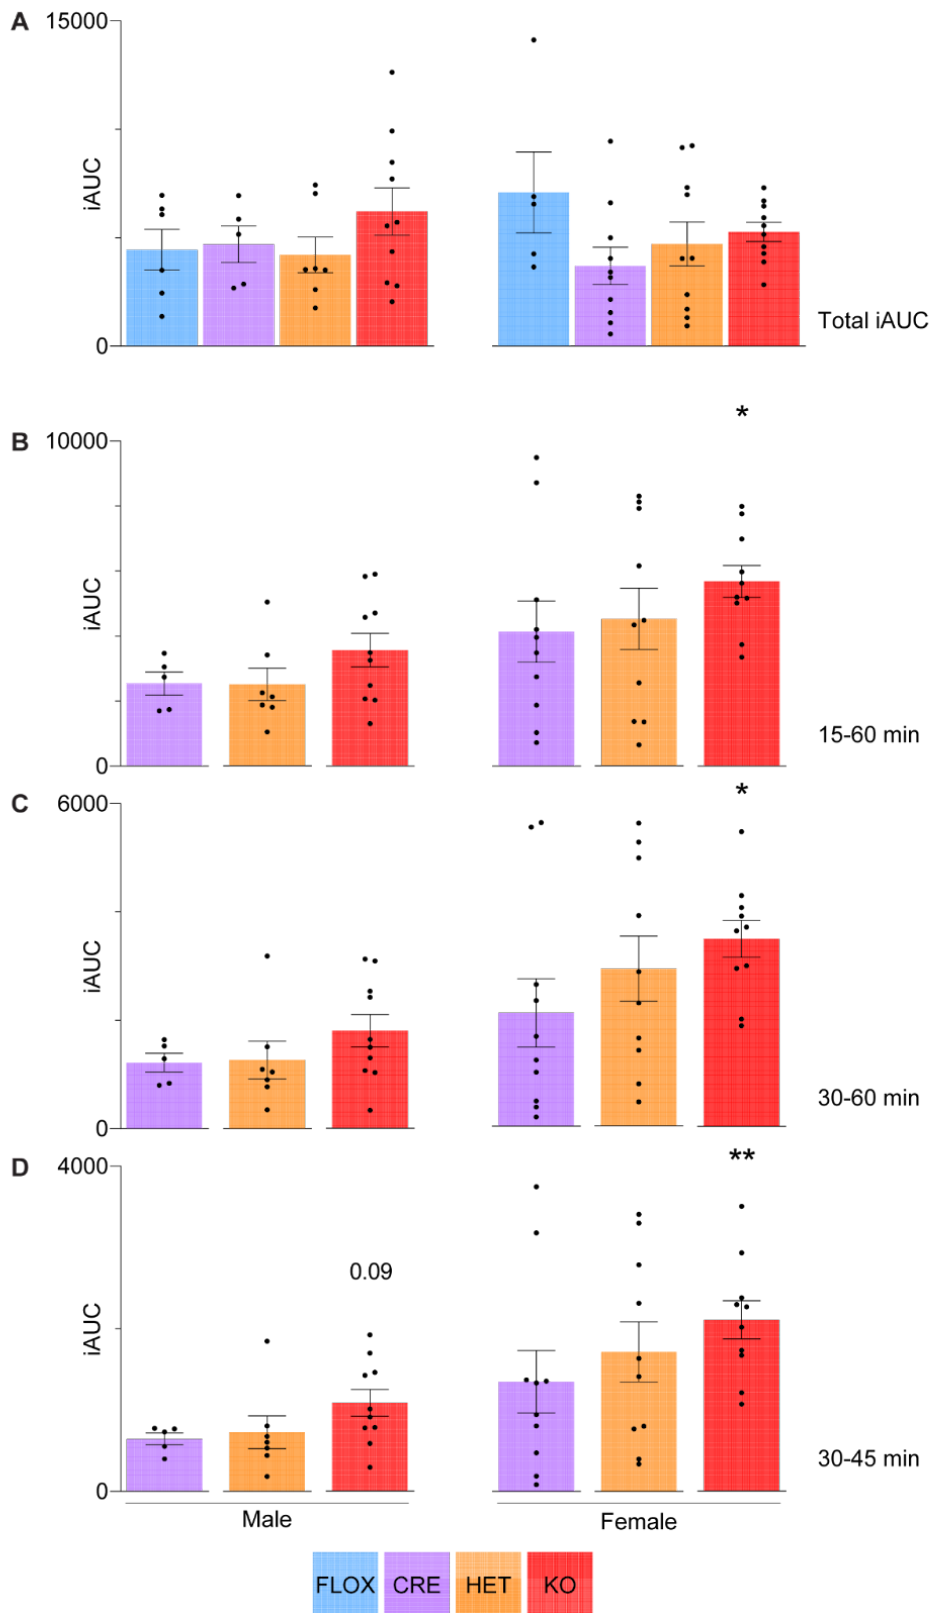 A
15000
iAUC
0
Total iAUC
*
B
10000
iAUC
0
15-60 min
*
C
6000
iAUC
0
30-60 min
**
D
4000
0.09
iAUC
0
30-45 min
Male
Female
FLOX CRE HET KO